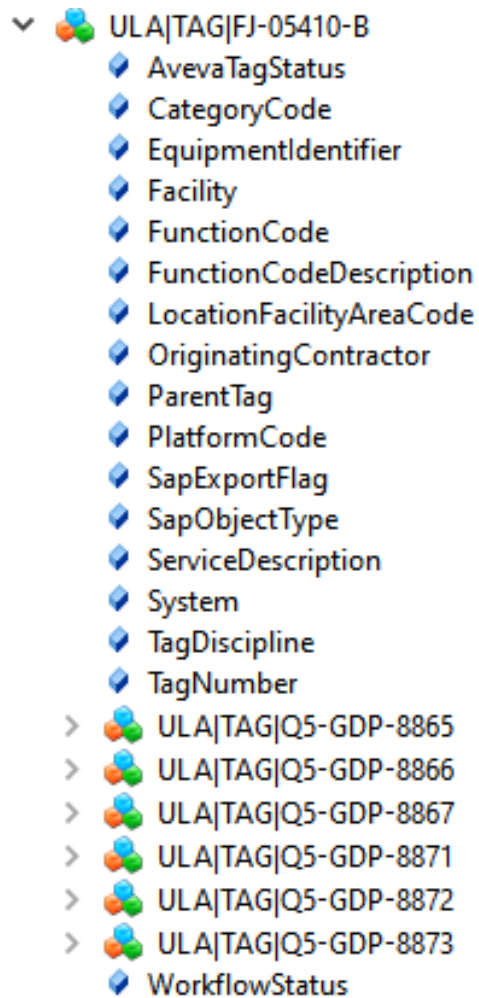 ULA|TAG|FJ-05410-B
AvevaTagStatus
CategoryCode
EquipmentIdentifier
Facility
FunctionCode
FunctionCodeDescription
LocationFacilityAreaCode
OriginatingContractor
ParentTag
PlatformCode
SapExportFlag
SapObjectType
ServiceDescription
System
TagDiscipline
TagNumber
ULA|TAG|Q5-GDP-8865
ULA|TAG|Q5-GDP-8866
ULA|TAG|Q5-GDP-8867
ULA|TAG|Q5-GDP-8871
ULA|TAG|Q5-GDP-8872
ULA|TAG|Q5-GDP-8873
WorkflowStatus